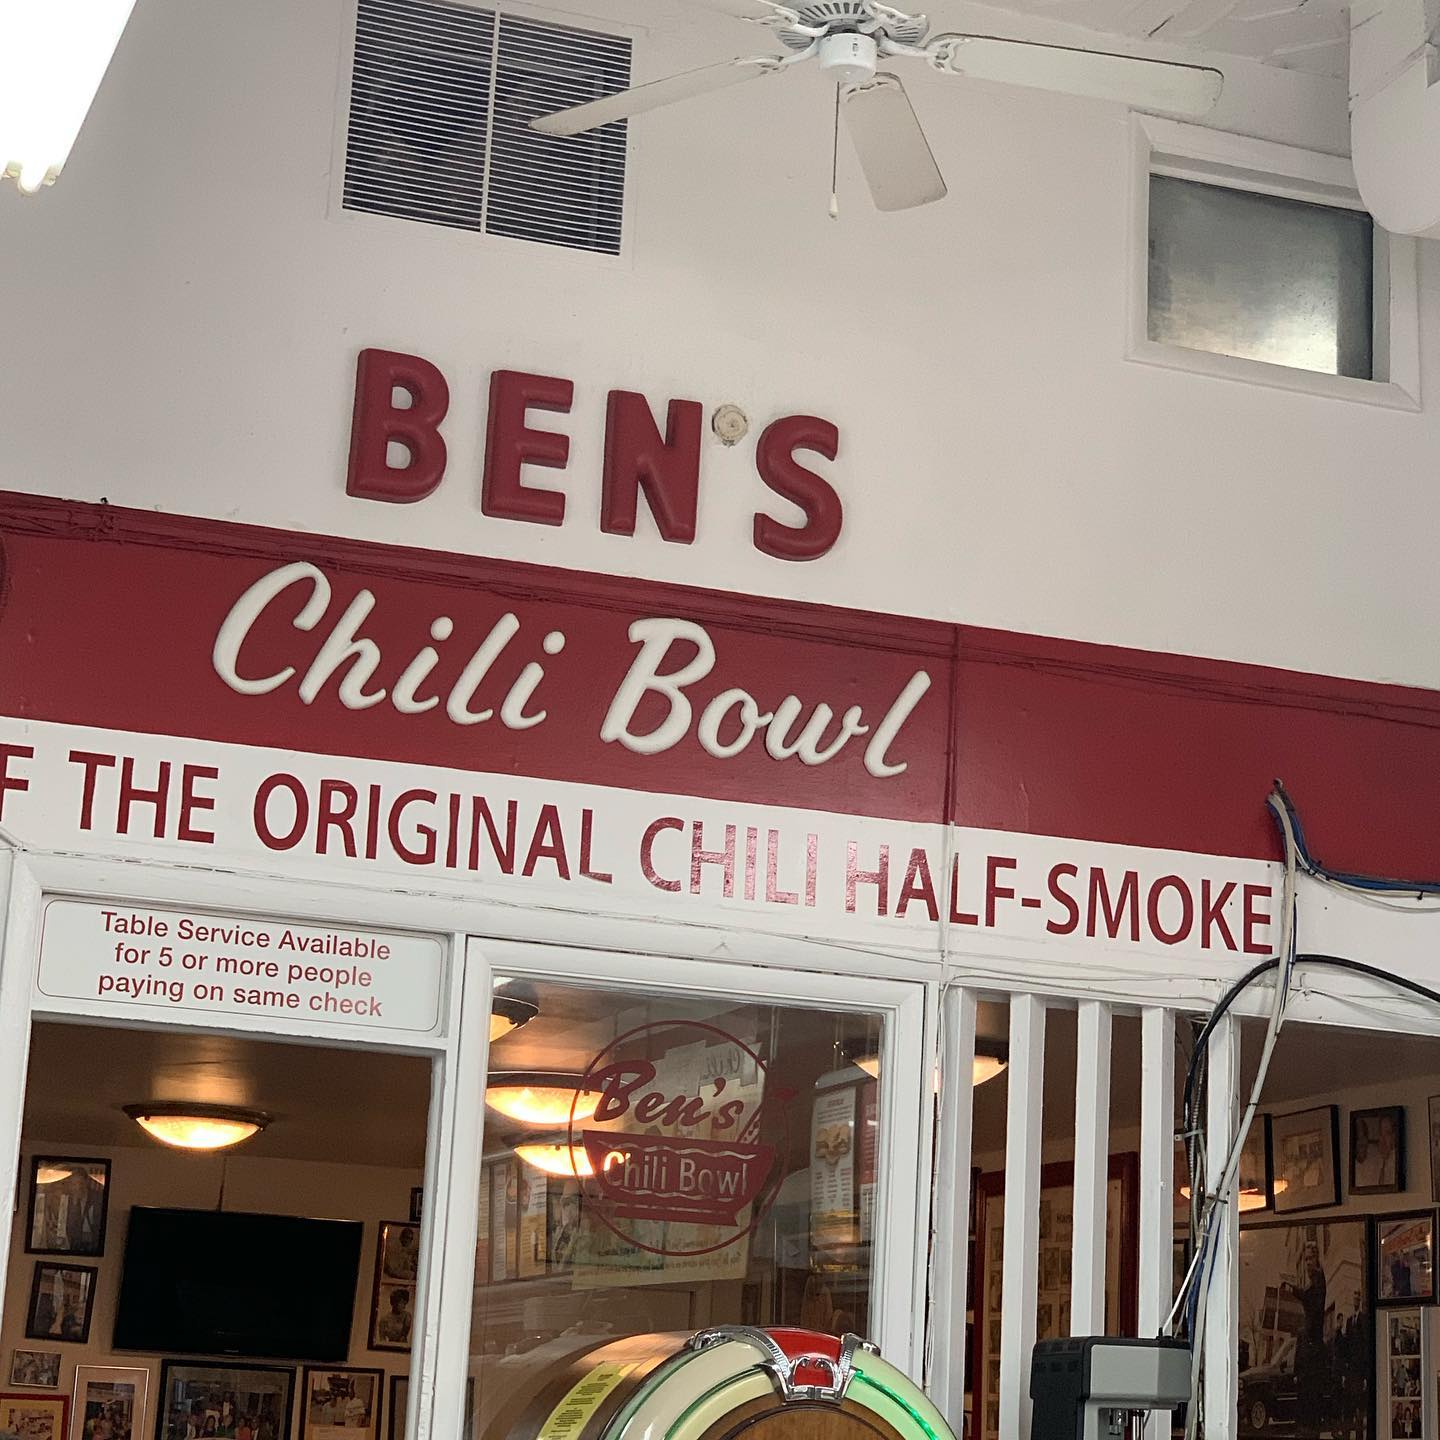 BEN'S
Chili Bowl
F THE ORIGINAL CHILI HALF-SMOKE
Table Service Available
for 5 or more people
paying on same check
Ben's
Chili Bowl